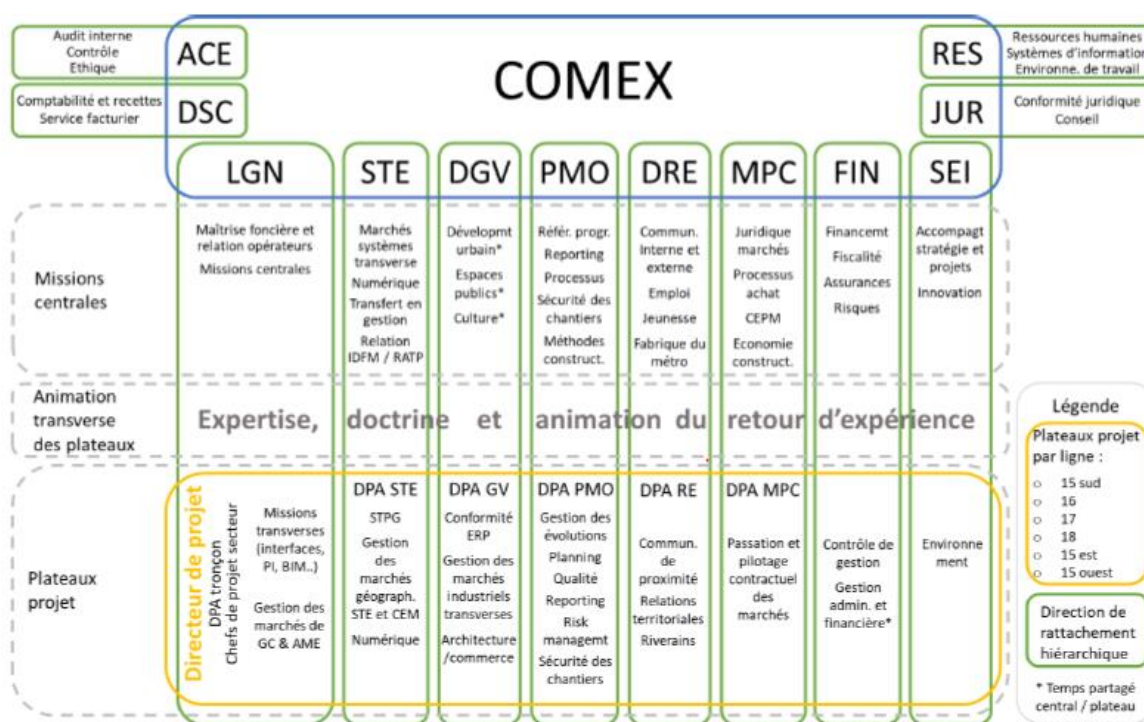 Audit interne
Contrôle
Ethique
ACE
Comptabilité et recettes
Service facturier
DSC
COMEX
RES
Ressources humaines
Systèmes d'information
Environne. de travail
JUR
Conformité juridique
Conseil
LGN
STE
DGV
PMO
DRE
MPC
FIN
SEI
Missions
centrales
Maîtrise foncière et
relation opérateurs
Missions centrales
Marchés
systèmes
transverse
Numérique
Transfert en
gestion
Relation
IDFM / RATP
Développmt
urbain*
Espaces
publics*
Culture*
Référ. progr.
Reporting
Processus
Sécurité des
chantiers
Méthodes
construct.
Commun.
Interne et
externe
Emploi
Jeunesse
Fabrique du
métro
Juridique
marchés
Processus
achat
CEPM
Economie
construct.
Financemt
Fiscalité
Assurances
Risques
Accompagt
stratégie et
projets
Innovation
Animation
transverse
des plateaux
Expertise, doctrine et animation du retour d'expérience
Plateaux
projet
Directeur de projet
DPA tronçon
Chefs de projet secteur
Missions
transverses
(interfaces,
PI, BIM..)
Gestion des
marchés de
GC & AME
DPA STE
STPG
Gestion
des
marchés
géograph.
STE et CEM
Numérique
DPA GV
Conformité
ERP
Gestion des
marchés
industriels
transverses
Architecture
/commerce
DPA PMO
Gestion des
évolutions
Planning
Qualité
Reporting
Risk
managemt
Sécurité des
chantiers
DPA RE
Commun.
de
proximité
Relations
territoriales
Riverains
DPA MPC
Passation et
pilotage
contractuel
des
marchés
Contrôle de
gestion
Gestion
admin. et
financière*
Environne
ment
Légende
Plateaux projet
par ligne :
o 15 sud
o 16
o 17
o 18
o 15 est
o 15 ouest
Direction de
rattachement
hiérarchique
* Temps partagé
central / plateau